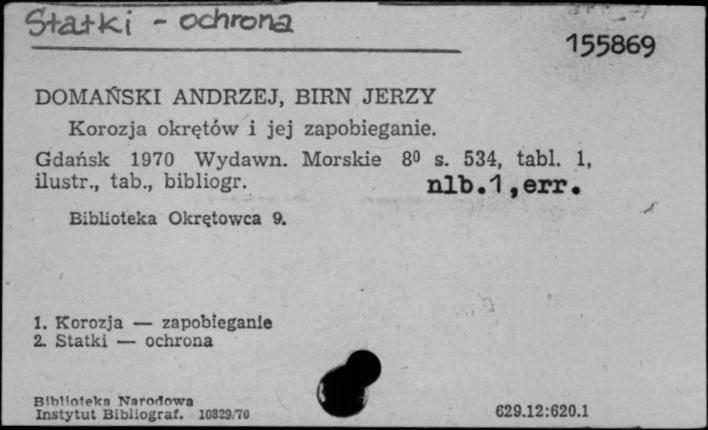 Statki - ochrona
155869
DOMAŃSKI ANDRZEJ, BIRN JERZY
Korozja okrętów i jej zapobieganie.
Gdańsk 1970 Wydawn. Morskie 8⁰ s. 534, tabl. 1,
ilustr., tab., bibliogr. nlb.1,err.
Biblioteka Okrętowca 9.
1. Korozja — zapobieganie
2. Statki — ochrona
Biblioteka Narodowa
Instytut Bibliograf. 10829/70
629.12:620.1